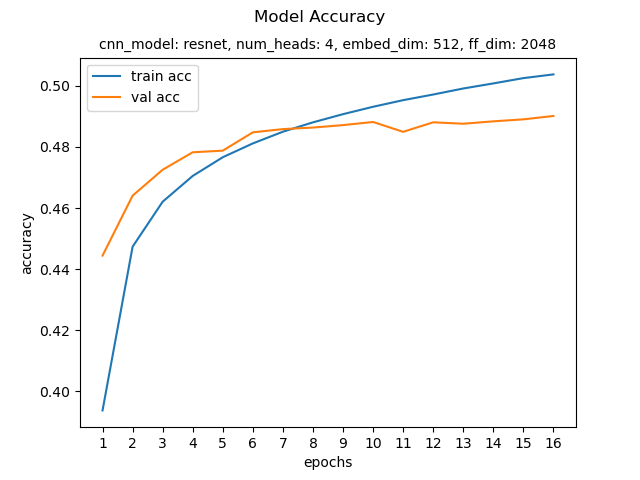 Model Accuracy
cnn_model: resnet, num_heads: 4, embed_dim: 512, ff_dim: 2048
train acc
val acc
0.50
0.48
0.46
0.44
0.42
0.40
accuracy
1 2 3 4 5 6 7 8 9 10 11 12 13 14 15 16
epochs